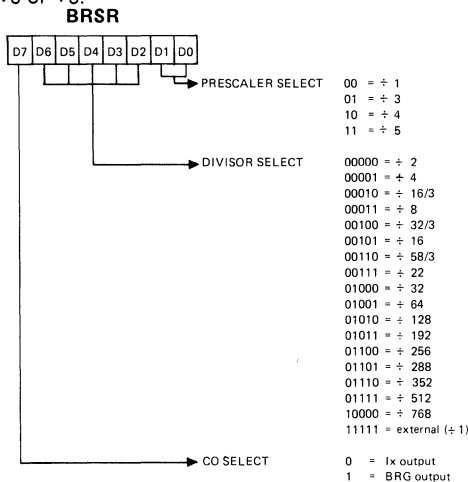 BRSR
D7 D6 D5 D4 D3 D2 D1 D0
PRESCALER SELECT 00 = ÷ 1
01 = ÷ 3
10 = ÷ 4
11 = ÷ 5
DIVISOR SELECT 00000 = ÷ 2
00001 = ÷ 4
00010 = ÷ 16/3
00011 = ÷ 8
00100 = ÷ 32/3
00101 = ÷ 16
00110 = ÷ 58/3
00111 = ÷ 22
01000 = ÷ 32
01001 = ÷ 64
01010 = ÷ 128
01011 = ÷ 192
01100 = ÷ 256
01101 = ÷ 288
01110 = ÷ 352
01111 = ÷ 512
10000 = ÷ 768
11111 = external (÷ 1)
CO SELECT 0 = Ix output
1 = BRG output